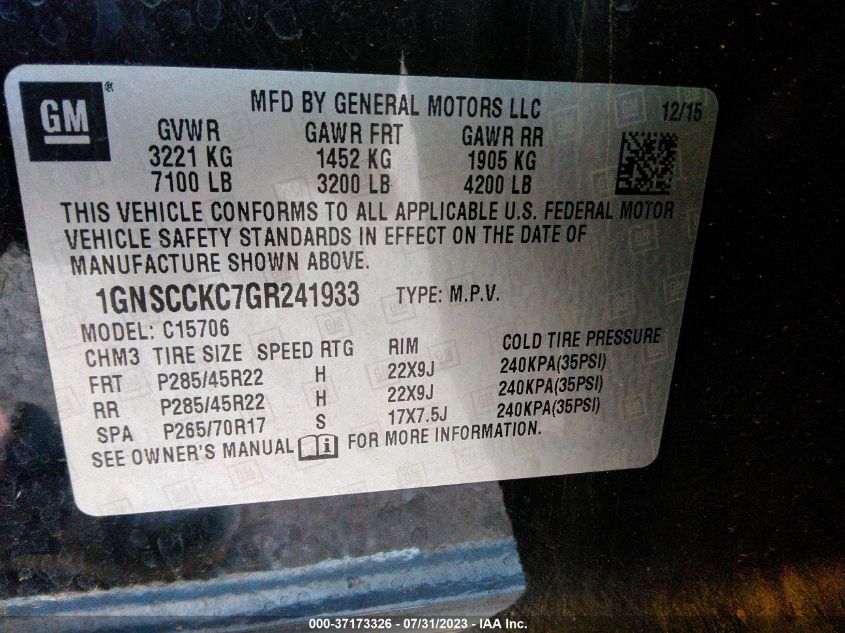 GM ®
MFD BY GENERAL MOTORS LLC 12/15
GVWR GAWR FRT GAWR RR
3221 KG 1452 KG 1905 KG
7100 LB 3200 LB 4200 LB
THIS VEHICLE CONFORMS TO ALL APPLICABLE U.S. FEDERAL MOTOR
VEHICLE SAFETY STANDARDS IN EFFECT ON THE DATE OF
MANUFACTURE SHOWN ABOVE.
1GNSCCKC7GR241933 TYPE: M.P.V.
MODEL: C15706
CHM3 TIRE SIZE SPEED RTG RIM COLD TIRE PRESSURE
FRT P285/45R22 H 22X9J 240KPA(35PSI)
RR P285/45R22 H 22X9J 240KPA(35PSI)
SPA P265/70R17 S 17X7.5J 240KPA(35PSI)
SEE OWNER'S MANUAL i FOR MORE INFORMATION.
000-37173326 - 07/31/2023 - © IAA Inc.